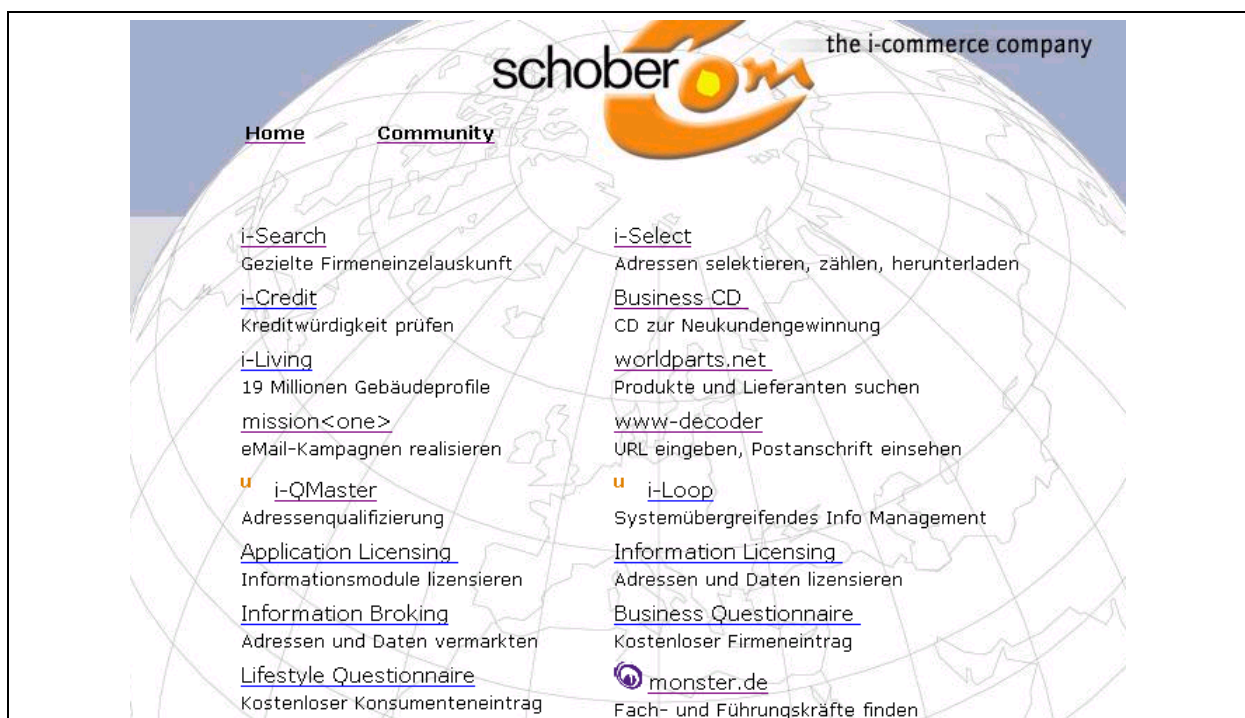 the i-commerce company
schober com
Home Community
i-Search
Gezielte Firmeneinzelauskunft
i-Credit
Kreditwürdigkeit prüfen
i-Living
19 Millionen Gebäudeprofile
mission<one>
eMail-Kampagnen realisieren
u i-QMaster
Adressenqualifizierung
Application Licensing
Informationsmodule lizensieren
Information Broking
Adressen und Daten vermarkten
Lifestyle Questionnaire
Kostenloser Konsumenteneintrag
i-Select
Adressen selektieren, zählen, herunterladen
Business CD
CD zur Neukundengewinnung
worldparts.net
Produkte und Lieferanten suchen
www-decoder
URL eingeben, Postanschrift einsehen
u i-Loop
Systemübergreifendes Info Management
Information Licensing
Adressen und Daten lizensieren
Business Questionnaire
Kostenloser Firmeneintrag
monster.de
Fach- und Führungskräfte finden